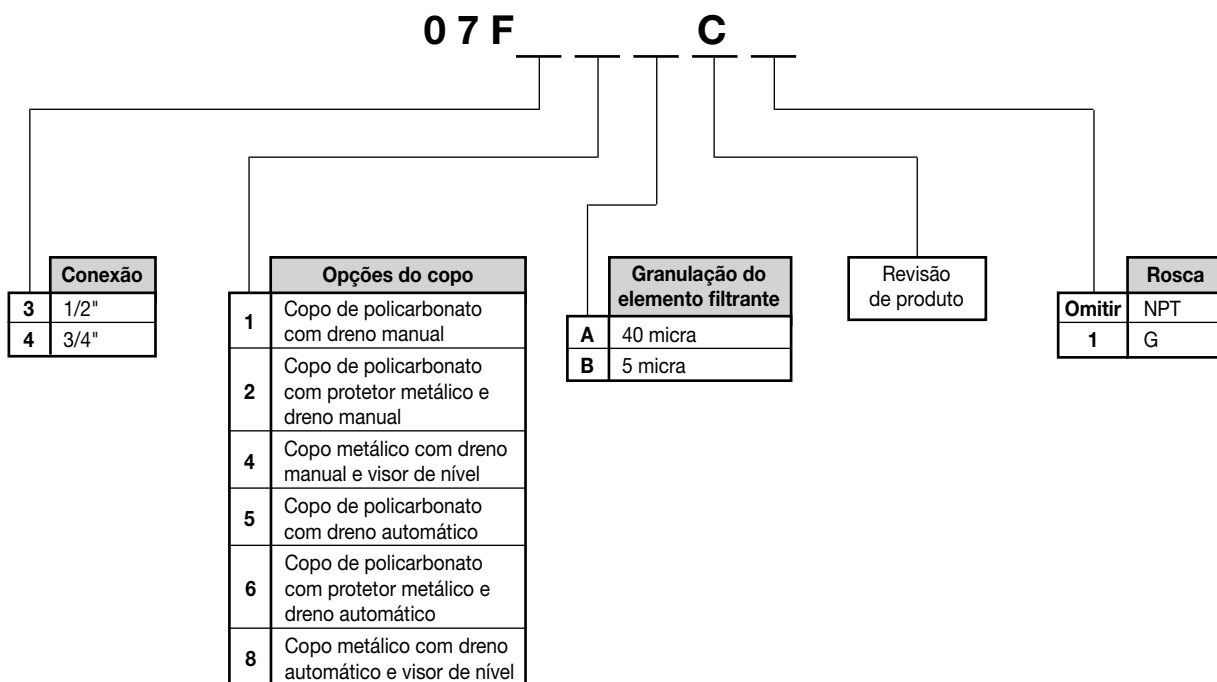 0 7 F C
Conexão
3 1/2"
4 3/4"
Opções do copo
1 Copo de policarbonato
com dreno manual
2 Copo de policarbonato
com protetor metálico e
dreno manual
4 Copo metálico com dreno
manual e visor de nível
5 Copo de policarbonato
com dreno automático
6 Copo de policarbonato
com protetor metálico e
dreno automático
8 Copo metálico com dreno
automático e visor de nível
Granulação do
elemento filtrante
A 40 micra
B 5 micra
Revisão
de produto
Rosca
Omitir NPT
1 G